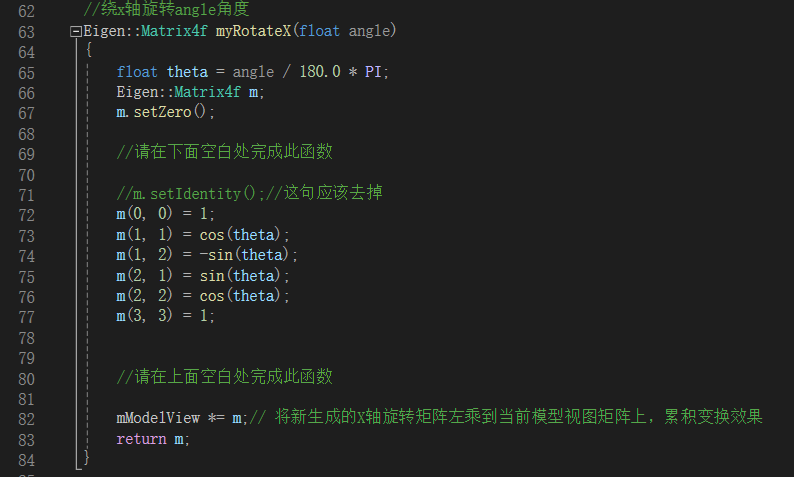 62 //绕x轴旋转angle角度
63 Eigen::Matrix4f myRotateX(float angle)
64 {
65 float theta = angle / 180.0 * PI;
66 Eigen::Matrix4f m;
67 m.setZero();
68
69 //请在下面空白处完成此函数
70
71 //m.setIdentity();//这句应该去掉
72 m(0, 0) = 1;
73 m(1, 1) = cos(theta);
74 m(1, 2) = -sin(theta);
75 m(2, 1) = sin(theta);
76 m(2, 2) = cos(theta);
77 m(3, 3) = 1;
78
79
80 //请在上面空白处完成此函数
81
82 mModelView *= m;// 将新生成的X轴旋转矩阵左乘到当前模型视图矩阵上，累积变换效果
83 return m;
84 }